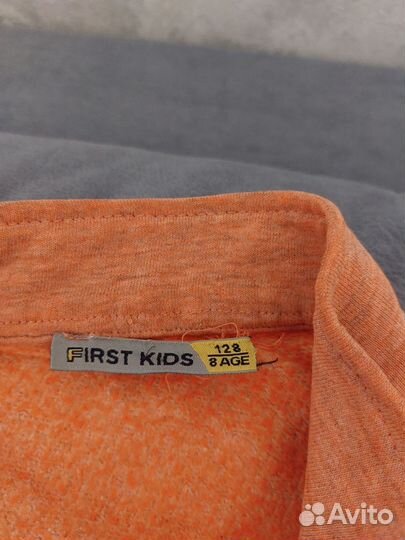 FIRST KIDS
128
8 AGE
Avito